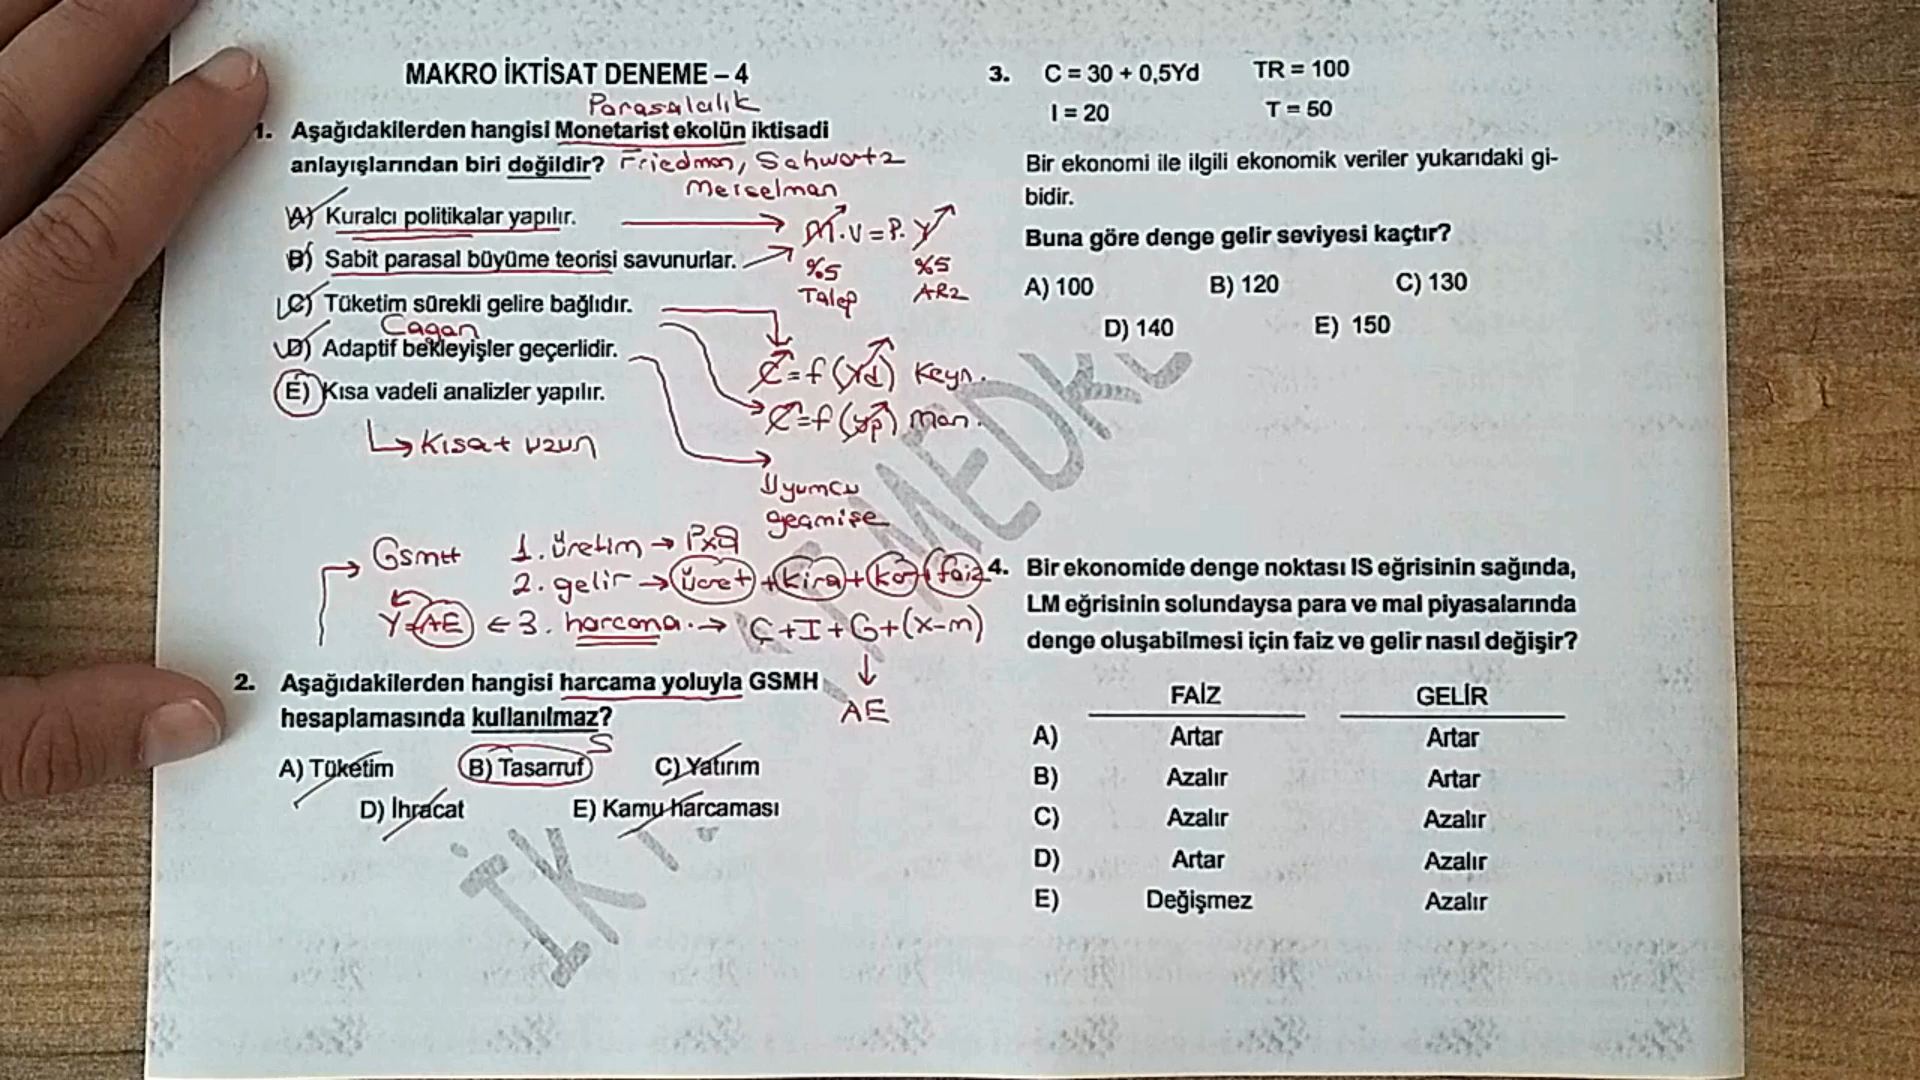 MAKRO İKTİSAT DENEME – 4
Parasalcılık
1. Aşağıdakilerden hangisi Monetarist ekolün iktisadi
anlayışlarından biri değildir? Friedman, Schwartz
Meiselman
A) Kuralcı politikalar yapılır.
M.V=P.Y
B) Sabit parasal büyüme teorisi savunurlar.
%5 %5
Talep ARZ
C) Tüketim sürekli gelire bağlıdır.
Cagan
D) Adaptif bekleyişler geçerlidir.
C=f(Yd) Keyn.
E) Kısa vadeli analizler yapılır.
C=f(yp) Mon.
Kısa+uzun
Uyumcu
geçmişe
GSMH 1. üretim → PxQ
2. gelir → ücret + kira + kar + faiz
Y=AE ← 3. harcama. → C+I+G+(x-m)
AE
2. Aşağıdakilerden hangisi harcama yoluyla GSMH
hesaplamasında kullanılmaz?
S
A) Tüketim B) Tasarruf C) Yatırım
D) İhracat E) Kamu harcaması
3. C = 30 + 0,5Yd TR = 100
I = 20 T = 50
Bir ekonomi ile ilgili ekonomik veriler yukarıdaki gi-
bidir.
Buna göre denge gelir seviyesi kaçtır?
A) 100 B) 120 C) 130
D) 140 E) 150
4. Bir ekonomide denge noktası IS eğrisinin sağında,
LM eğrisinin solundaysa para ve mal piyasalarında
denge oluşabilmesi için faiz ve gelir nasıl değişir?
FAİZ GELİR
A) Artar Artar
B) Azalır Artar
C) Azalır Azalır
D) Artar Azalır
E) Değişmez Azalır